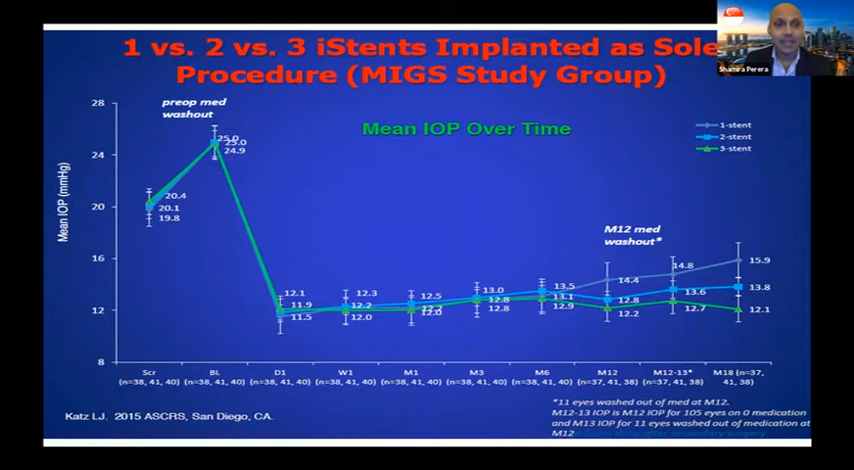 1 vs. 2 vs. 3 iStents Implanted as Sole
Procedure (MIGS Study Group)
Shamira Perera
preop med
washout
Mean IOP Over Time
1-stent
2-stent
3-stent
Mean IOP (mmHg)
28
24
20
16
12
8
25.0
25.0
24.9
20.4
20.1
19.8
12.1
11.9
11.5
12.3
12.2
12.0
12.5
12.2
12.0
13.0
12.8
12.8
13.5
13.1
12.9
M12 med
washout*
14.4
12.8
12.2
14.8
13.6
12.7
15.9
13.8
12.1
Scr BL D1 W1 M1 M3 M6 M12 M12-13* M18 (n=37,
(n=38, 41, 40) (n=38, 41, 40) (n=38, 41, 40) (n=38, 41, 40) (n=38, 41, 40) (n=38, 41, 40) (n=38, 41, 40) (n=37, 41, 38) (n=37, 41, 38) 41, 38)
Katz LJ. 2015 ASCRS, San Diego, CA.
*11 eyes washed out of med at M12.
M12-13 IOP is M12 IOP for 105 eyes on 0 medication
and M13 IOP for 11 eyes washed out of medication at
M12